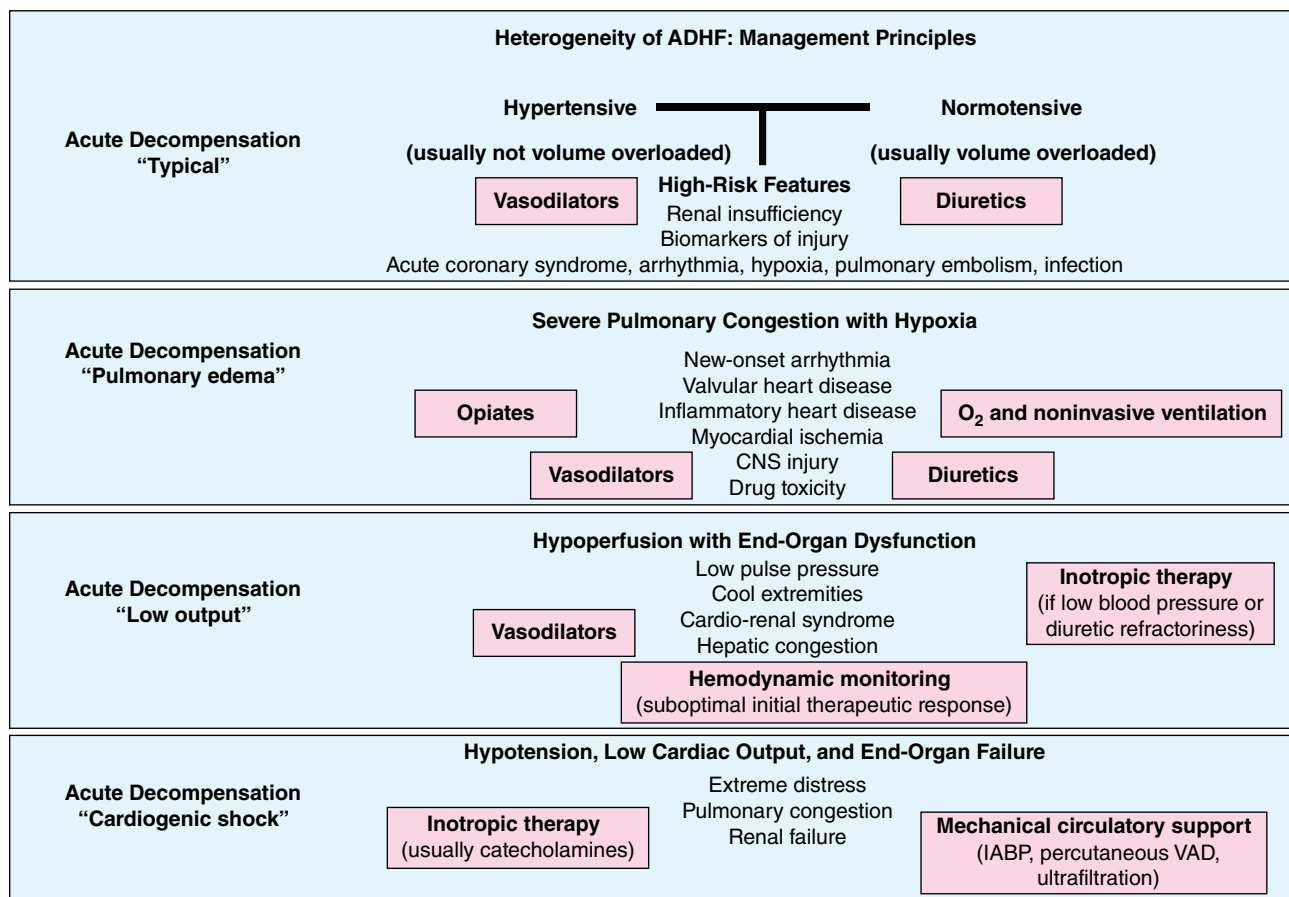 Heterogeneity of ADHF: Management Principles
Acute Decompensation
“Typical”
Hypertensive
Normotensive
(usually not volume overloaded)
(usually volume overloaded)
Vasodilators
High-Risk Features
Renal insufficiency
Biomarkers of injury
Diuretics
Acute coronary syndrome, arrhythmia, hypoxia, pulmonary embolism, infection
Severe Pulmonary Congestion with Hypoxia
Acute Decompensation
“Pulmonary edema”
New-onset arrhythmia
Valvular heart disease
Inflammatory heart disease
Myocardial ischemia
CNS injury
Drug toxicity
Opiates
O₂ and noninvasive ventilation
Vasodilators
Diuretics
Hypoperfusion with End-Organ Dysfunction
Acute Decompensation
“Low output”
Low pulse pressure
Cool extremities
Cardio-renal syndrome
Hepatic congestion
Vasodilators
Inotropic therapy
(if low blood pressure or
diuretic refractoriness)
Hemodynamic monitoring
(suboptimal initial therapeutic response)
Hypotension, Low Cardiac Output, and End-Organ Failure
Acute Decompensation
“Cardiogenic shock”
Extreme distress
Pulmonary congestion
Renal failure
Inotropic therapy
(usually catecholamines)
Mechanical circulatory support
(IABP, percutaneous VAD,
ultrafiltration)